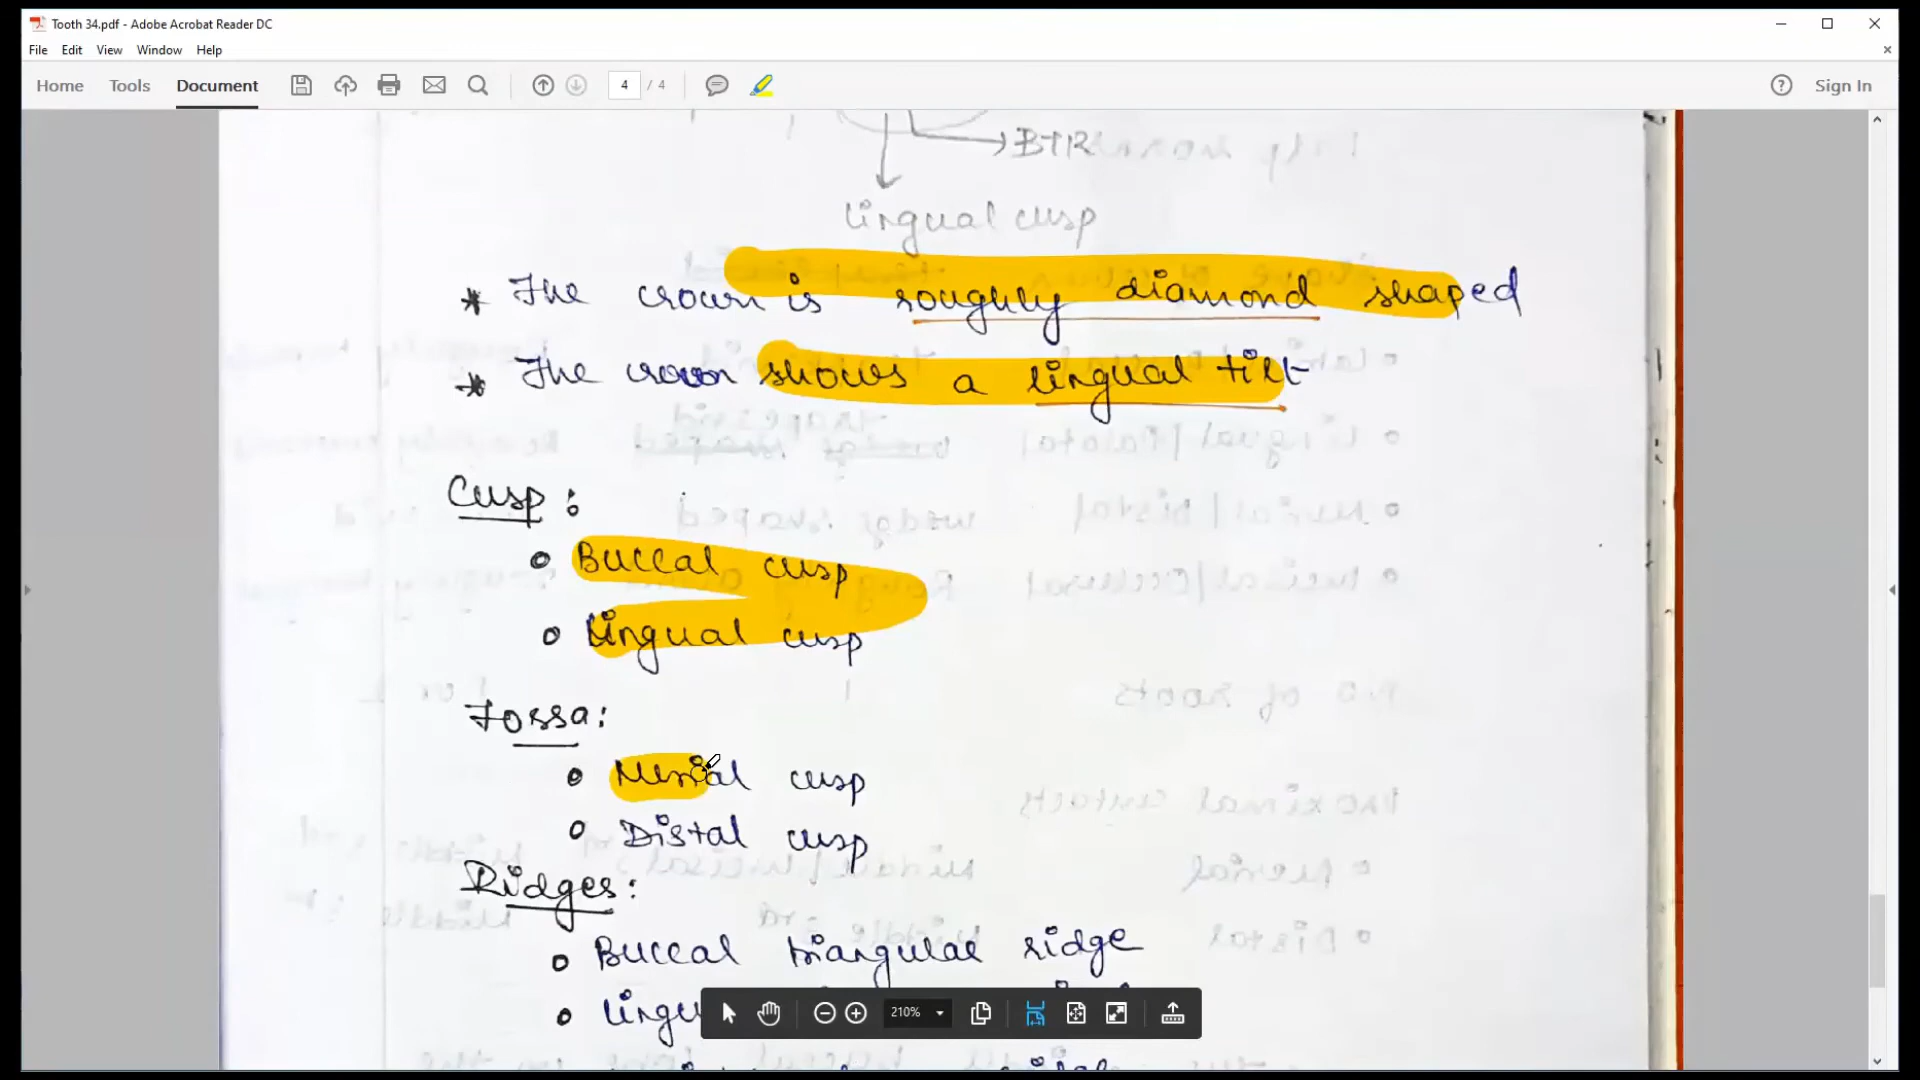 Tooth 34.pdf - Adobe Acrobat Reader DC
File Edit View Window Help
Home Tools Document 4 / 4 Sign In
BTR
lingual cusp
* The crown is roughly diamond shaped
* The crown shows a lingual tilt
Cusp :
Buccal cusp
lingual cusp
Fossa :
Mesial cusp
Distal cusp
Ridges :
Buccal triangular ridge
210%